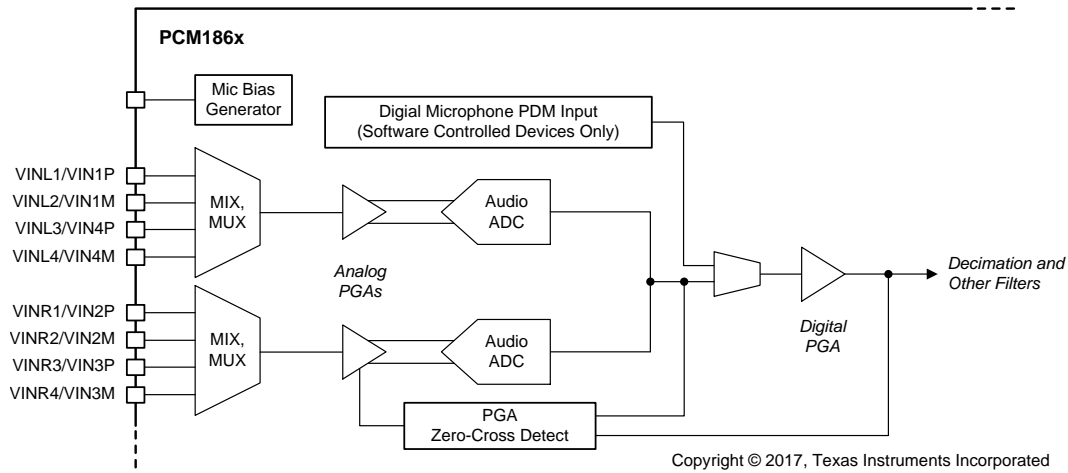 PCM186x
Mic Bias
Generator
Digial Microphone PDM Input
(Software Controlled Devices Only)
VINL1/VIN1P
VINL2/VIN1M
VINL3/VIN4P
VINL4/VIN4M
MIX,
MUX
Audio
ADC
Analog
PGAs
Decimation and
Other Filters
Digital
PGA
VINR1/VIN2P
VINR2/VIN2M
VINR3/VIN3P
VINR4/VIN3M
MIX,
MUX
Audio
ADC
PGA
Zero-Cross Detect
Copyright © 2017, Texas Instruments Incorporated